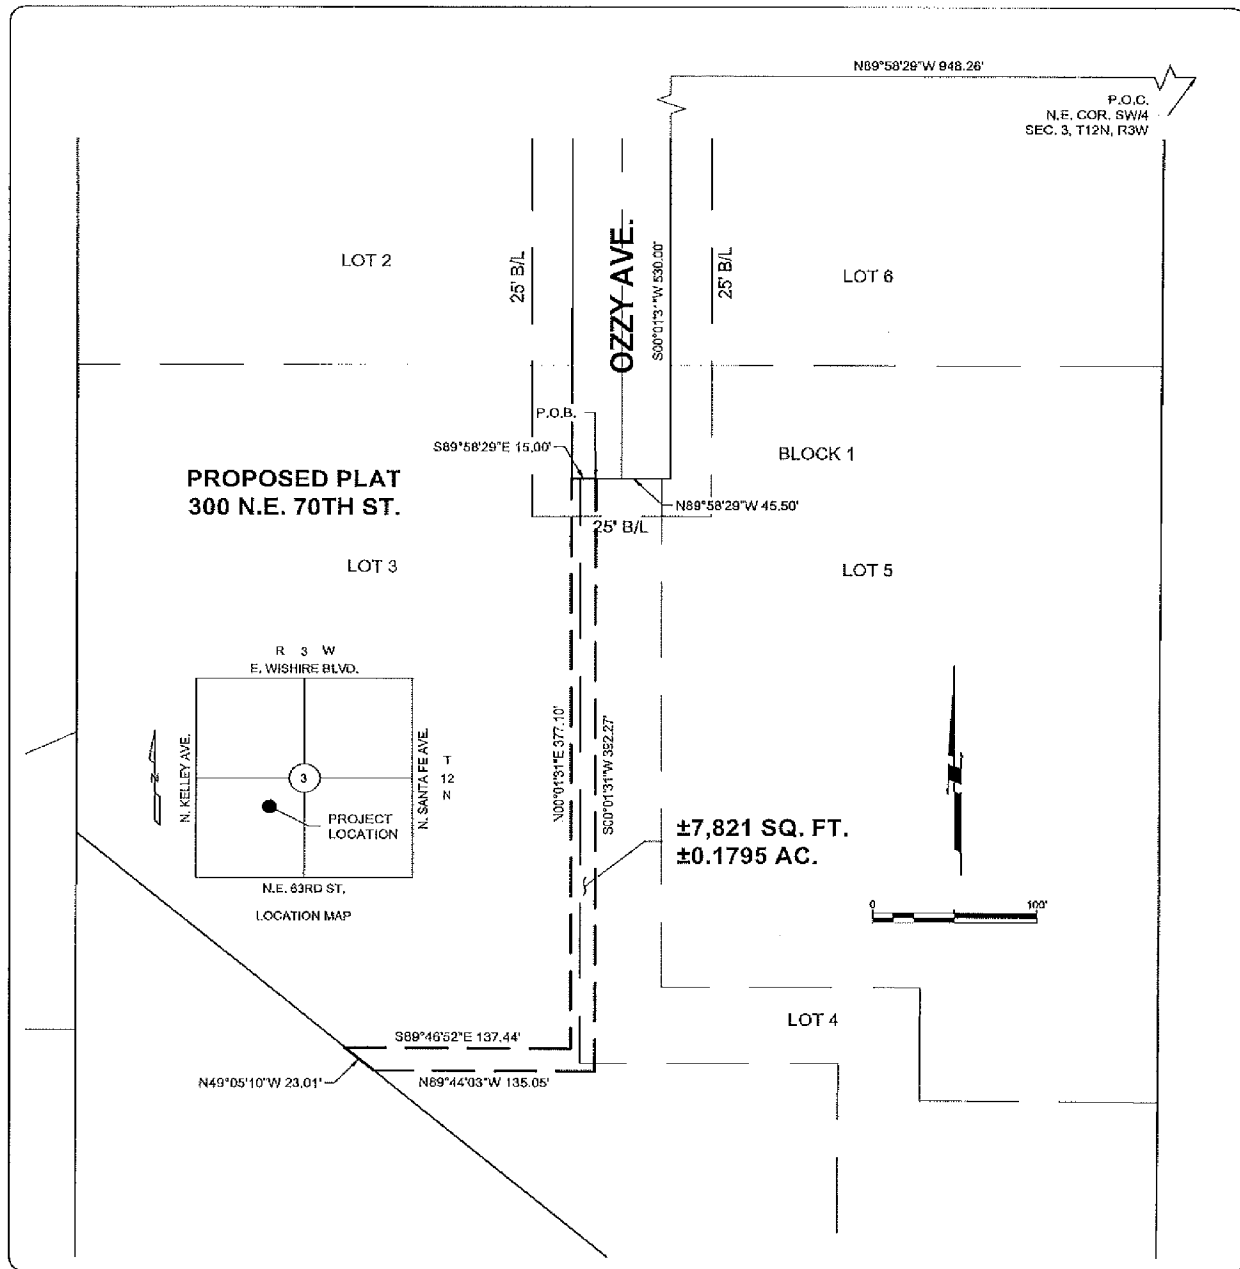 N89°58'29"W 948.26'
P.O.C.
N.E. COR. SW/4
SEC. 3, T12N, R3W
LOT 2
25' B/L
OZZY AVE.
S00°01'31"W 530.00'
25' B/L
LOT 6
P.O.B.
S89°58'29"E 15.00'
BLOCK 1
PROPOSED PLAT
300 N.E. 70TH ST.
N89°58'29"W 45.50'
25' B/L
LOT 3
LOT 5
R 3 W
E. WISHIRE BLVD.
N. KELLEY AVE.
N. SANTA FE AVE.
T
12
N
3
N
PROJECT
LOCATION
N.E. 63RD ST.
LOCATION MAP
N00°01'31"E 377.10'
S00°01'31"W 392.27'
±7,821 SQ. FT.
±0.1795 AC.
0
100'
LOT 4
S89°46'52"E 137.44'
N49°05'10"W 23.01'
N89°44'03"W 135.05'